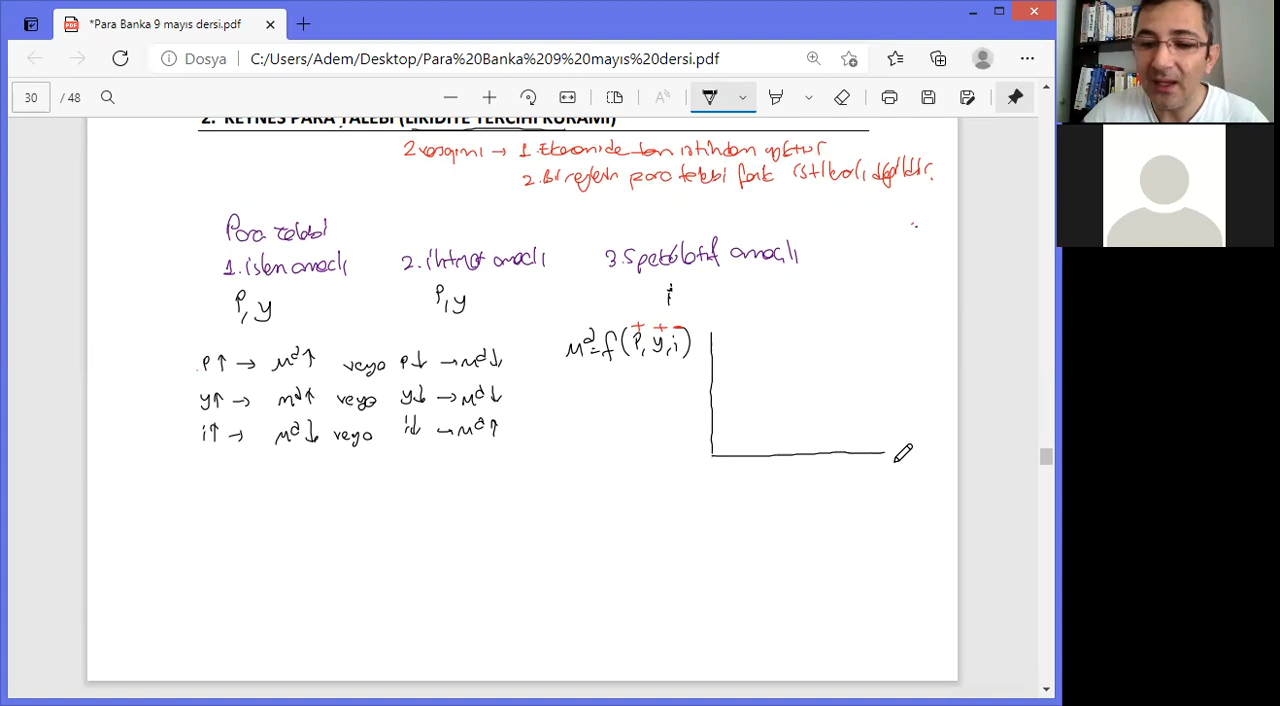 *Para Banka 9 mayıs dersi.pdf
Dosya
C:/Users/Adem/Desktop/Para%20Banka%209%20mayıs%20dersi.pdf
30 / 48
2. KEYNES PARA TALEBİ (LİKİDİTE TERCİHİ KURAMI)
2 varsayımı → 1. Ekonomide tam istihdam yoktur
2. Bireylerin para talebi fonk istikrarlı değildir.
Para talebi
1. işlem amaçlı 2. ihtiyat amaçlı 3. Spekülatif amaçlı
P, y P, y i
+ + -
M^d = f(P, y, i)
P↑ → M^d↑ veya P↓ → M^d↓
y↑ → M^d↑ veya y↓ → M^d↓
i↑ → M^d↓ veya i↓ → M^d↑